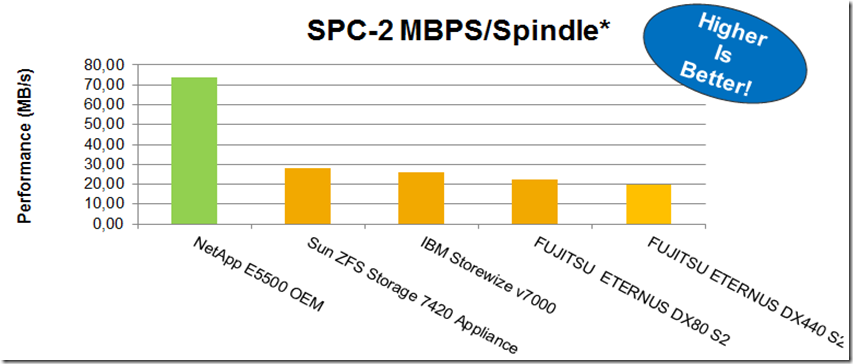 SPC-2 MBPS/Spindle*
Higher
Is
Better!
Performance (MB/s)
80,00
70,00
60,00
50,00
40,00
30,00
20,00
10,00
0,00
NetApp E5500 OEM
Sun ZFS Storage 7420 Appliance
IBM Storewize v7000
FUJITSU ETERNUS DX80 S2
FUJITSU ETERNUS DX440 S2